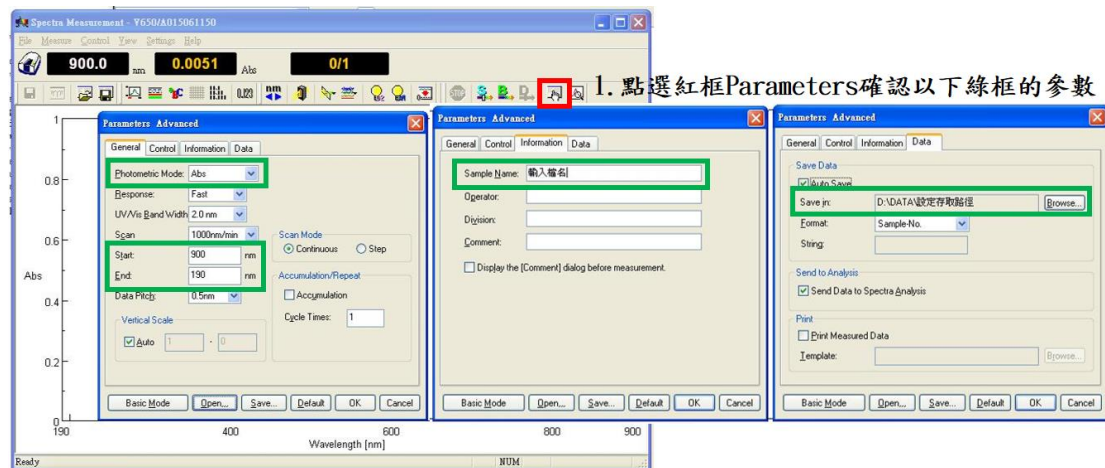 Spectra Measurement - V650/A015061150
File Measure Control View Settings Help
900.0 nm 0.0051 Abs 0/1
1.點選紅框Parameters確認以下綠框的參數
Parameters Advanced
General Control Information Data
Photometric Mode: Abs
Response: Fast
UV/Vis Band Width 2.0 nm
Scan 1000nm/min
Start: 900 nm
End: 190 nm
Data Pitch: 0.5nm
Vertical Scale
Auto 1 - 0
Scan Mode
Continuous Step
Accumulation/Repeat
Accumulation
Cycle Times: 1
Basic Mode Open... Save... Default OK Cancel
Parameters Advanced
General Control Information Data
Sample Name: 輸入檔名
Operator:
Division:
Comment:
Display the [Comment] dialog before measurement.
Basic Mode Open... Save... Default OK Cancel
Parameters Advanced
General Control Information Data
Save Data
Auto Save
Save in: D:\DATA\設定存取路徑 Browse...
Format: Sample-No.
String:
Send to Analysis
Send Data to Spectra Analysis
Print
Print Measured Data
Template: Browse...
Basic Mode Open... Save... Default OK Cancel
1
0.8
0.6
Abs
0.4
0.2
0
190 400 600 800 900
Wavelength [nm]
Ready NUM